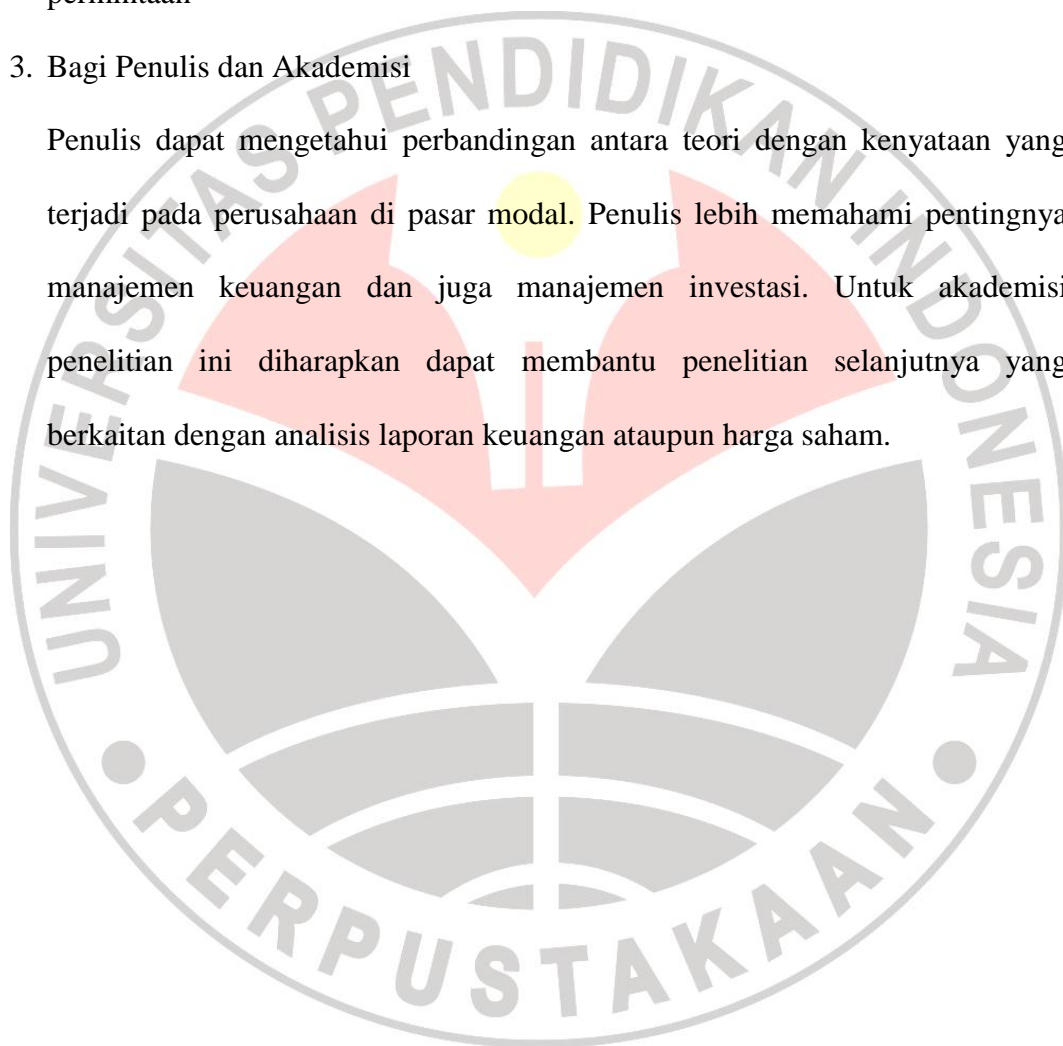 permintaan
3. Bagi Penulis dan Akademisi
Penulis dapat mengetahui perbandingan antara teori dengan kenyataan yang
terjadi pada perusahaan di pasar modal. Penulis lebih memahami pentingnya
manajemen keuangan dan juga manajemen investasi. Untuk akademisi
penelitian ini diharapkan dapat membantu penelitian selanjutnya yang
berkaitan dengan analisis laporan keuangan ataupun harga saham.
UNIVERSITAS PENDIDIKAN INDONESIA
PERPUSTAKAAN